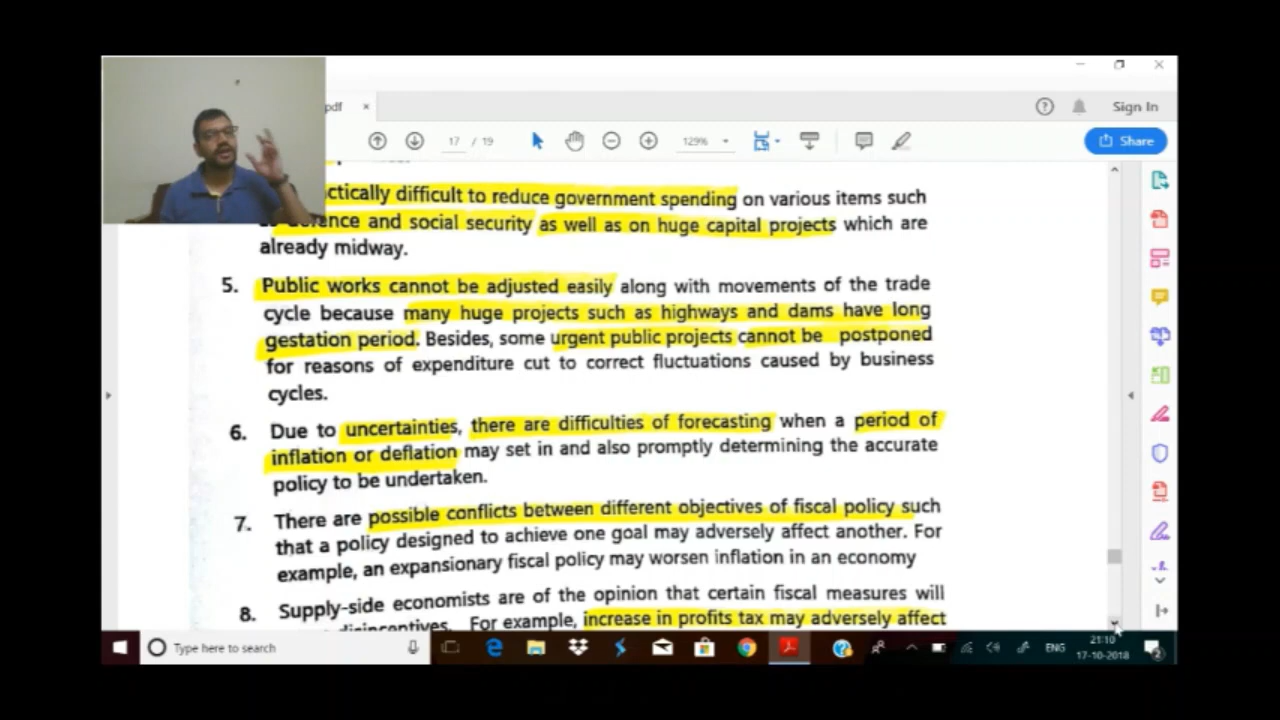 pdf
Sign In
17 / 19
129%
Share
difficult to reduce government spending on various items such
and social security as well as on huge capital projects which are
already midway.
5. Public works cannot be adjusted easily along with movements of the trade
cycle because many huge projects such as highways and dams have long
gestation period. Besides, some urgent public projects cannot be postponed
for reasons of expenditure cut to correct fluctuations caused by business
cycles.
6. Due to uncertainties, there are difficulties of forecasting when a period of
inflation or deflation may set in and also promptly determining the accurate
policy to be undertaken.
7. There are possible conflicts between different objectives of fiscal policy such
that a policy designed to achieve one goal may adversely affect another. For
example, an expansionary fiscal policy may worsen inflation in an economy
8. Supply-side economists are of the opinion that certain fiscal measures will
disincentives. For example, increase in profits tax may adversely affect
Type here to search
ENG
21:10
17-10-2018